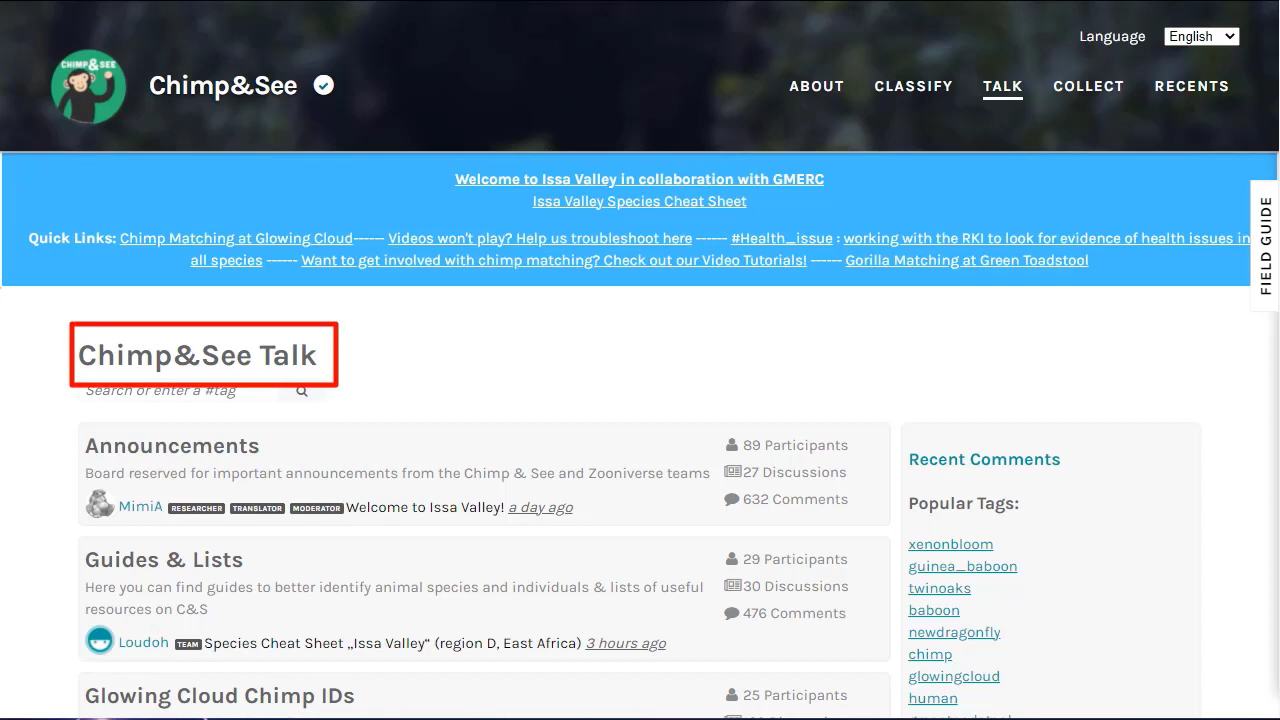 Language English
CHIMP&SEE
Chimp&See
ABOUT CLASSIFY TALK COLLECT RECENTS
Welcome to Issa Valley in collaboration with GMERC
Issa Valley Species Cheat Sheet
Quick Links: Chimp Matching at Glowing Cloud------ Videos won't play? Help us troubleshoot here ------ #Health_issue : working with the RKI to look for evidence of health issues in
all species ------ Want to get involved with chimp matching? Check out our Video Tutorials! ------ Gorilla Matching at Green Toadstool
FIELD GUIDE
Chimp&See Talk
Search or enter a #tag
Announcements
Board reserved for important announcements from the Chimp & See and Zooniverse teams
MimiA RESEARCHER TRANSLATOR MODERATOR Welcome to Issa Valley! a day ago
89 Participants
27 Discussions
632 Comments
Guides & Lists
Here you can find guides to better identify animal species and individuals & lists of useful
resources on C&S
Loudoh TEAM Species Cheat Sheet „Issa Valley“ (region D, East Africa) 3 hours ago
29 Participants
30 Discussions
476 Comments
Glowing Cloud Chimp IDs
25 Participants
Recent Comments
Popular Tags:
xenonbloom
guinea_baboon
twinoaks
baboon
newdragonfly
chimp
glowingcloud
human